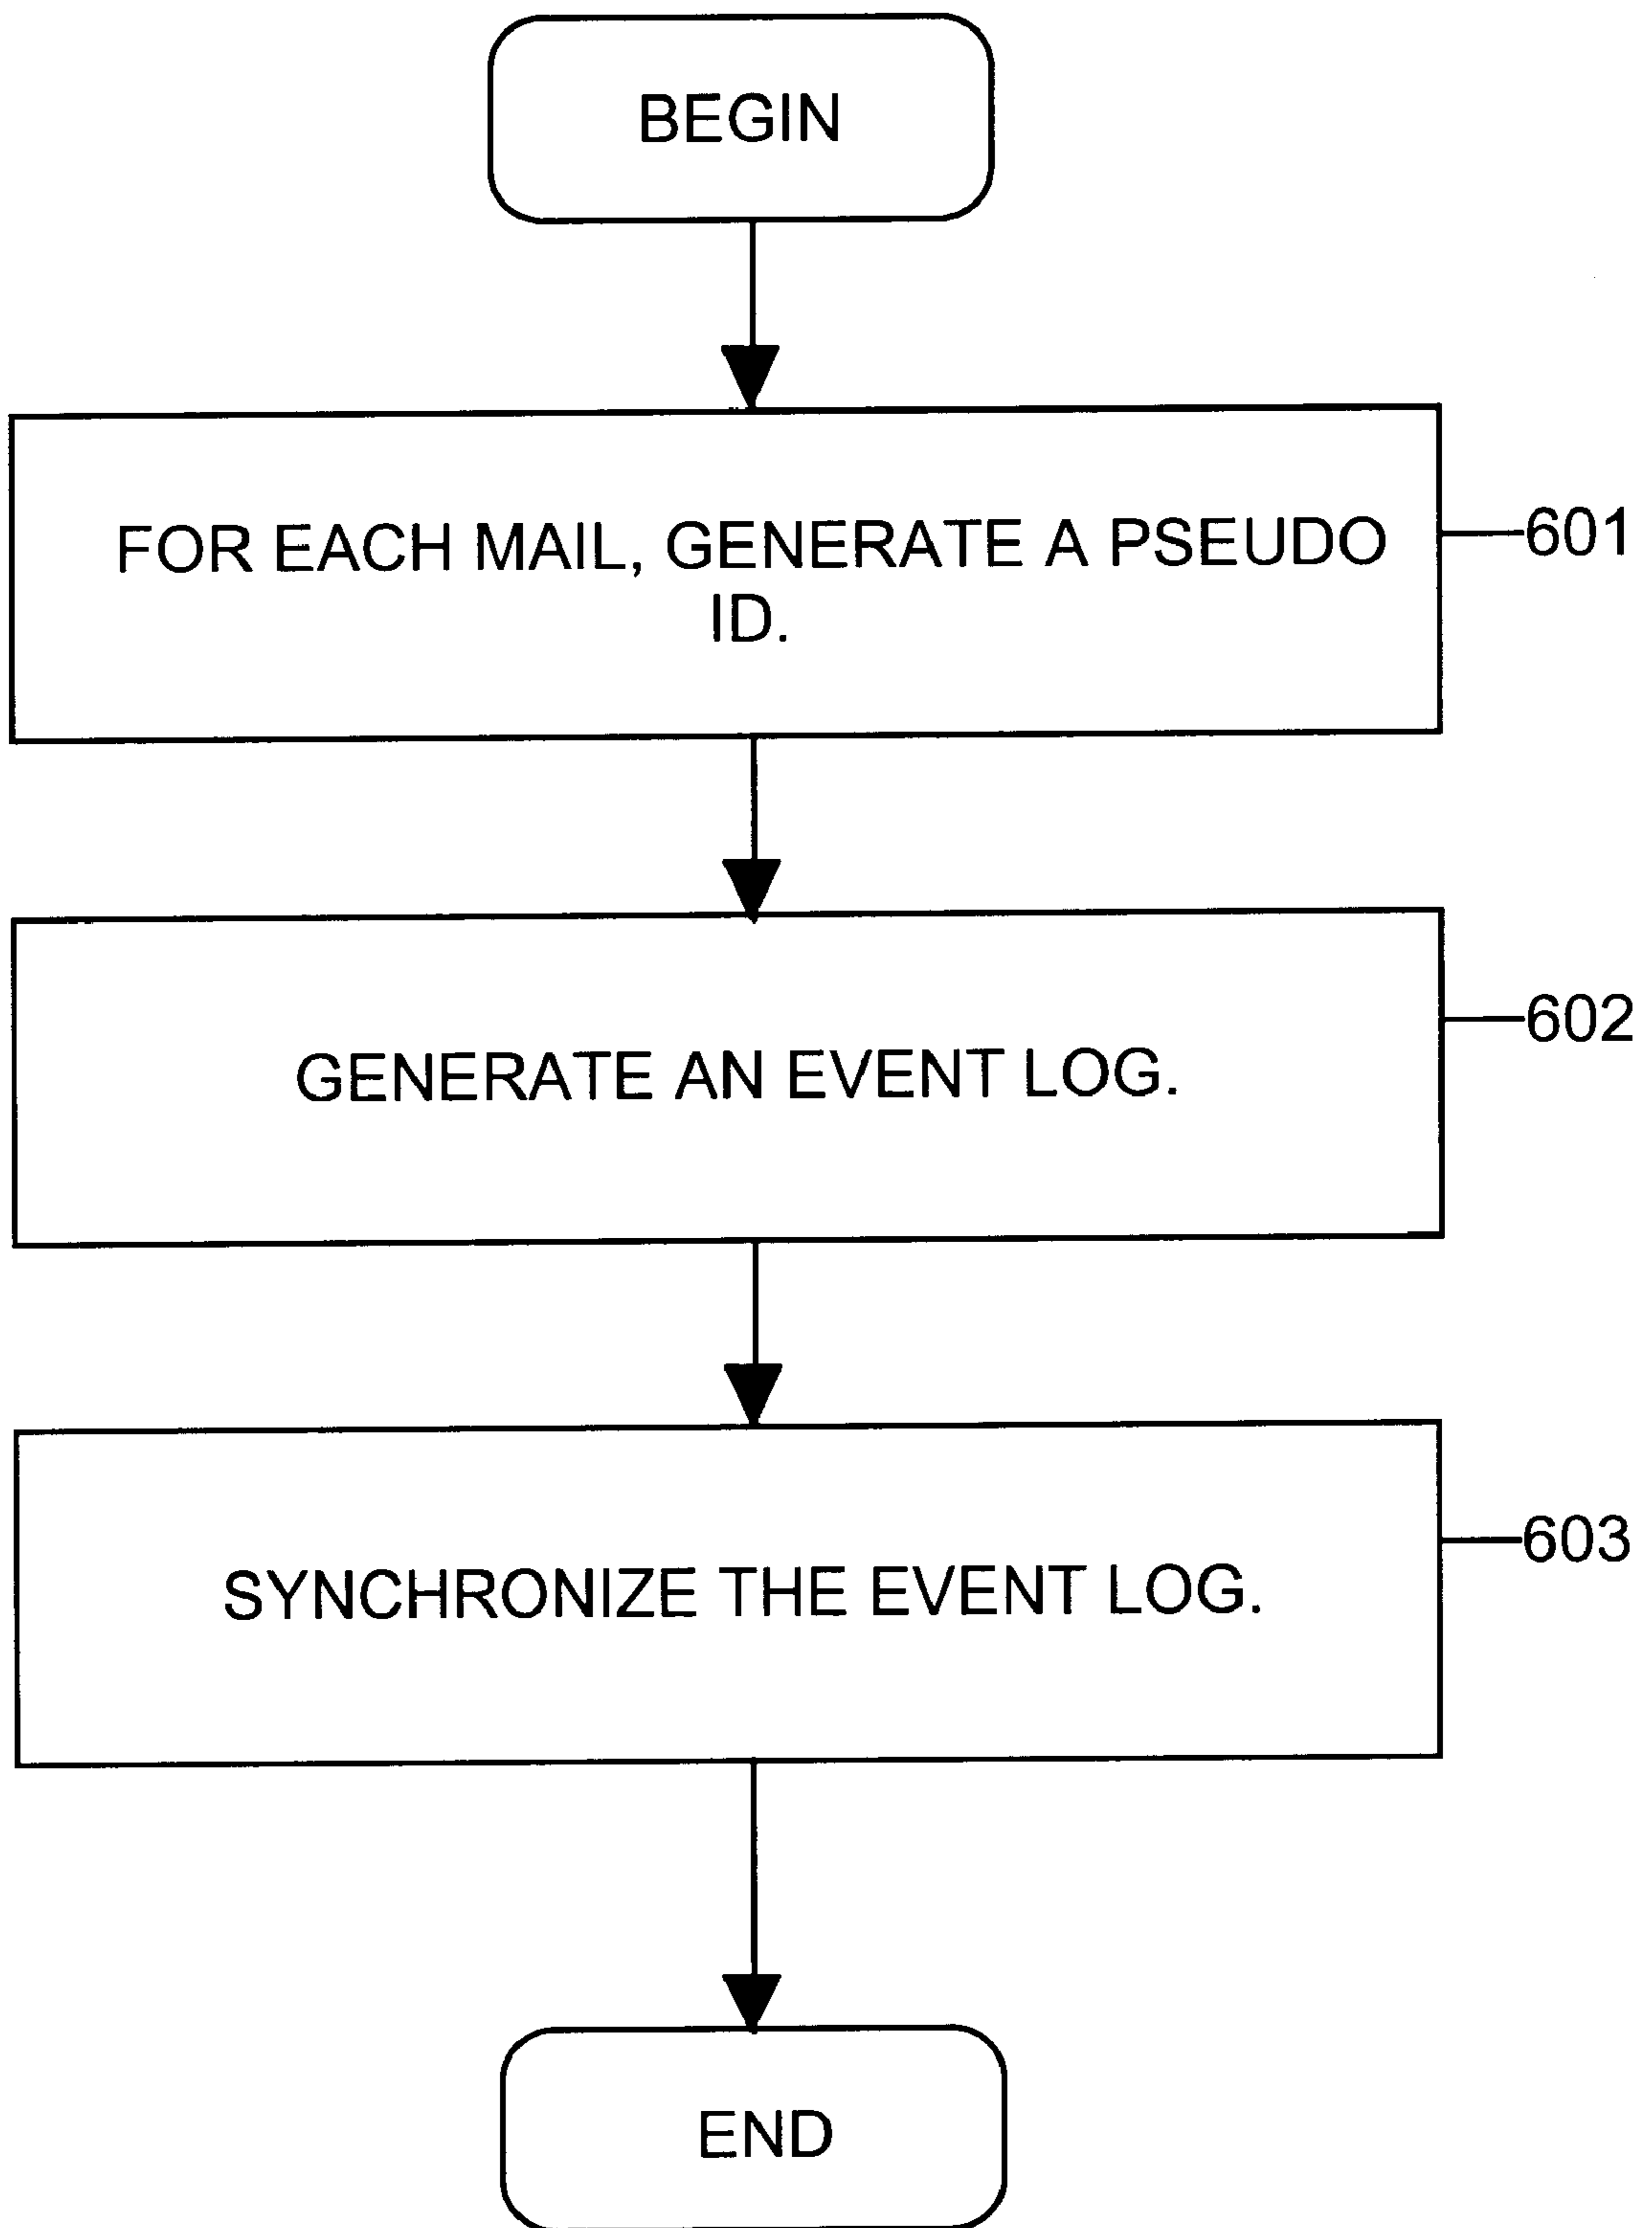 BEGIN
FOR EACH MAIL, GENERATE A PSEUDO
ID.
601
GENERATE AN EVENT LOG.
602
SYNCHRONIZE THE EVENT LOG.
603
END